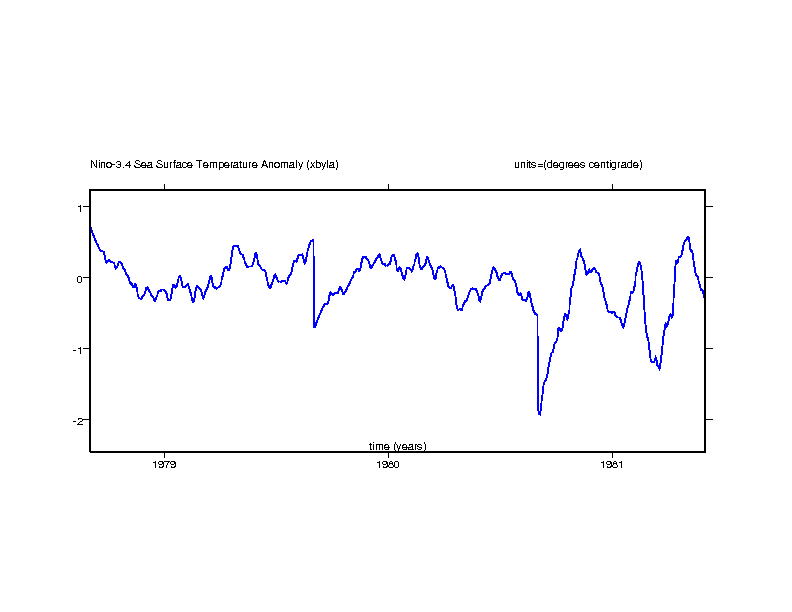 Nino-3.4 Sea Surface Temperature Anomaly (xbyla) units=(degrees centigrade)
1
0
-1
-2
time (years)
1979 1980 1981